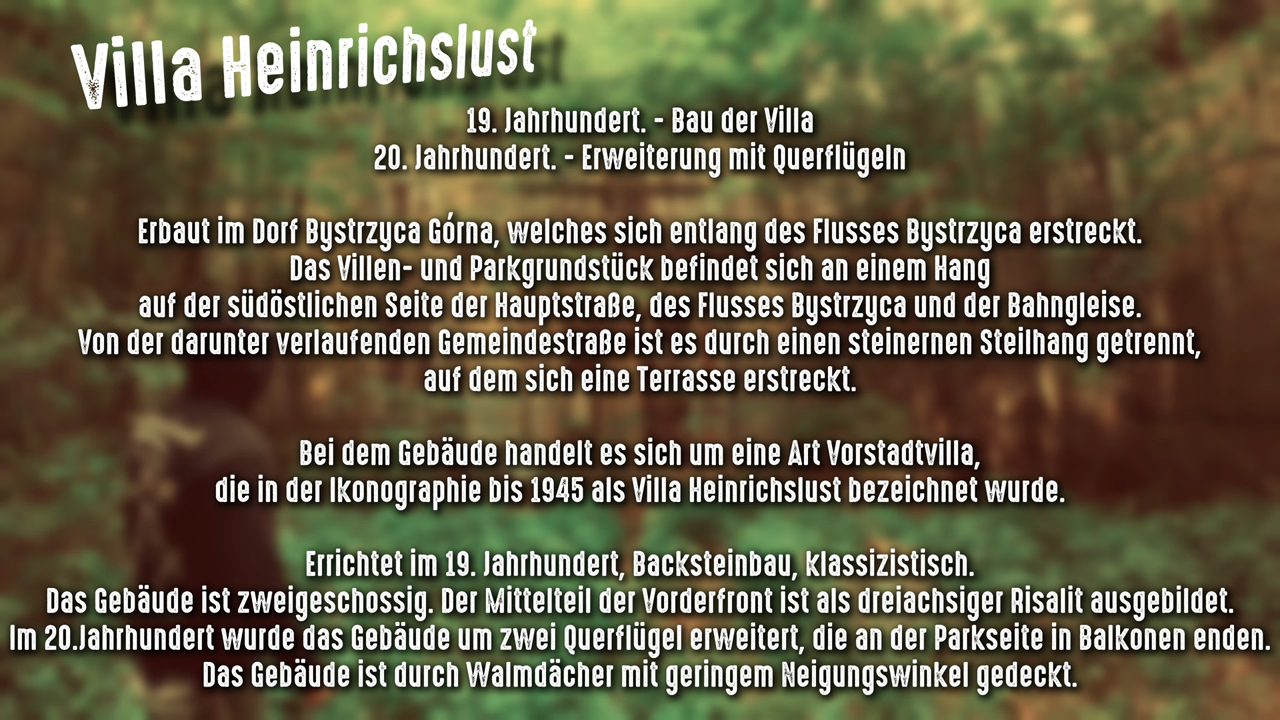 Villa Heinrichslust
19. Jahrhundert. - Bau der Villa
20. Jahrhundert. - Erweiterung mit Querflügeln
Erbaut im Dorf Bystrzyca Górna, welches sich entlang des Flusses Bystrzyca erstreckt.
Das Villen- und Parkgrundstück befindet sich an einem Hang
auf der südöstlichen Seite der Hauptstraße, des Flusses Bystrzyca und der Bahngleise.
Von der darunter verlaufenden Gemeindestraße ist es durch einen steinernen Steilhang getrennt,
auf dem sich eine Terrasse erstreckt.
Bei dem Gebäude handelt es sich um eine Art Vorstadtvilla,
die in der Ikonographie bis 1945 als Villa Heinrichslust bezeichnet wurde.
Errichtet im 19. Jahrhundert, Backsteinbau, klassizistisch.
Das Gebäude ist zweigeschossig. Der Mittelteil der Vorderfront ist als dreiachsiger Risalit ausgebildet.
Im 20.Jahrhundert wurde das Gebäude um zwei Querflügel erweitert, die an der Parkseite in Balkonen enden.
Das Gebäude ist durch Walmdächer mit geringem Neigungswinkel gedeckt.